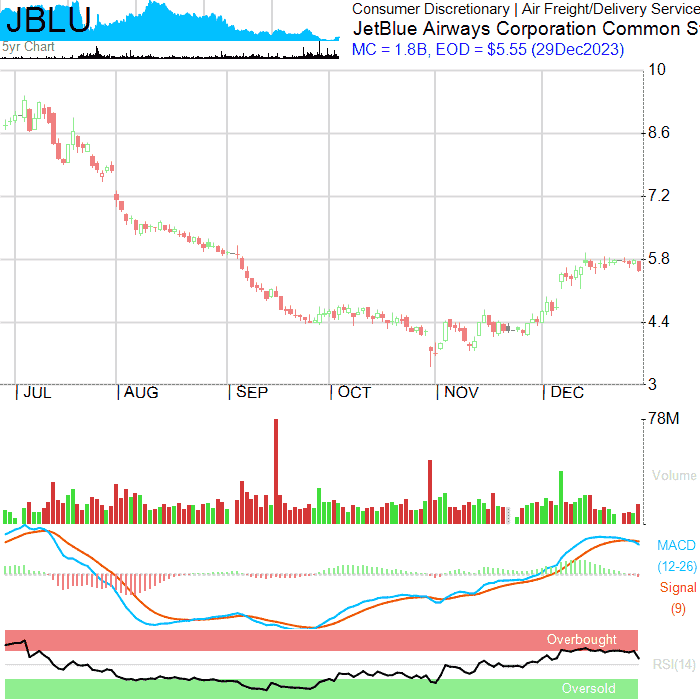 JBLU
5yr Chart
Consumer Discretionary | Air Freight/Delivery Service
JetBlue Airways Corporation Common S
MC = 1.8B, EOD = $5.55 (29Dec2023)
10
8.6
7.2
5.8
4.4
3
JUL AUG SEP OCT NOV DEC
78M
Volume
MACD
(12-26)
Signal
(9)
Overbought
RSI(14)
Oversold